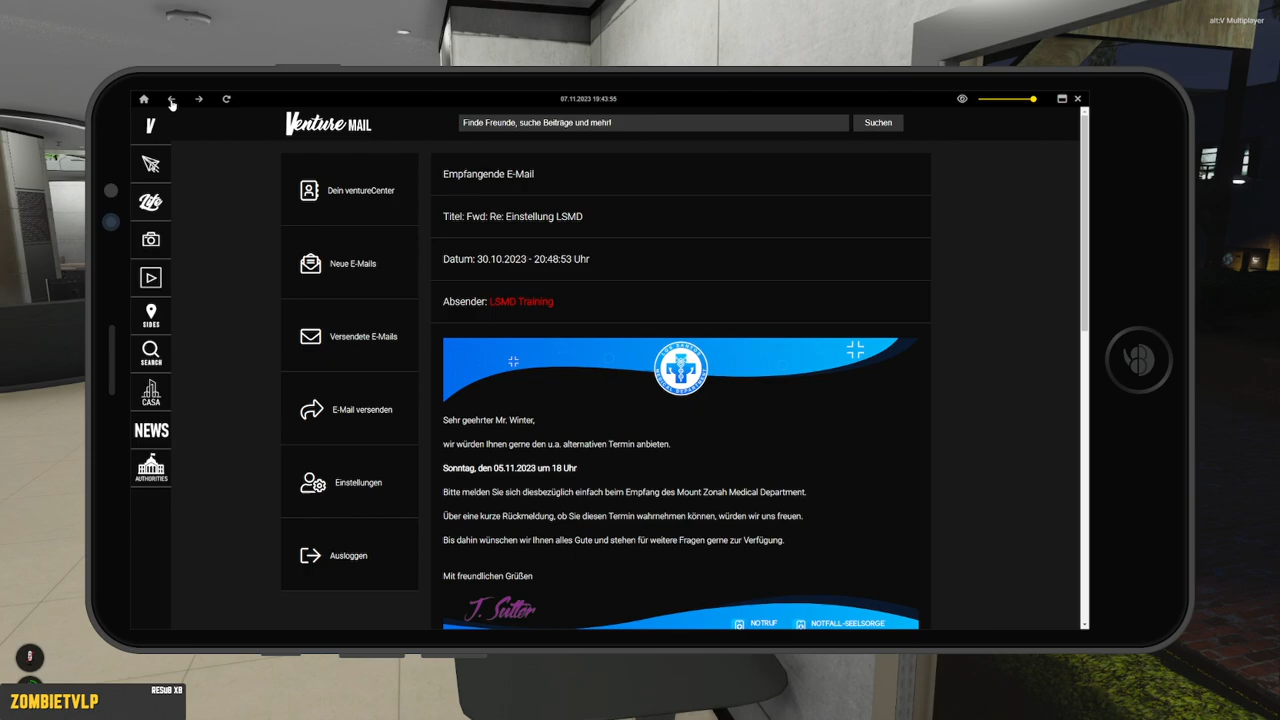 alt:V Multiplayer
07.11.2023 19:43:55
V
Venture MAIL
Finde Freunde, suche Beiträge und mehr!
Suchen
Life
SIDES
SEARCH
CASA
NEWS
AUTHORITIES
Dein ventureCenter
Neue E-Mails
Versendete E-Mails
E-Mail versenden
Einstellungen
Ausloggen
Empfangende E-Mail
Titel: Fwd: Re: Einstellung LSMD
Datum: 30.10.2023 - 20:48:53 Uhr
Absender: LSMD Training
LOS SANTOS
MEDICAL DEPARTMENT
Sehr geehrter Mr. Winter,
wir würden Ihnen gerne den u.a. alternativen Termin anbieten.
Sonntag, den 05.11.2023 um 18 Uhr
Bitte melden Sie sich diesbezüglich einfach beim Empfang des Mount Zonah Medical Department.
Über eine kurze Rückmeldung, ob Sie diesen Termin wahrnehmen können, würden wir uns freuen.
Bis dahin wünschen wir Ihnen alles Gute und stehen für weitere Fragen gerne zur Verfügung.
Mit freundlichen Grüßen
J. Sutter
NOTRUF
NOTFALL-SEELSORGE
RESUB X8
ZOMBIETVLP